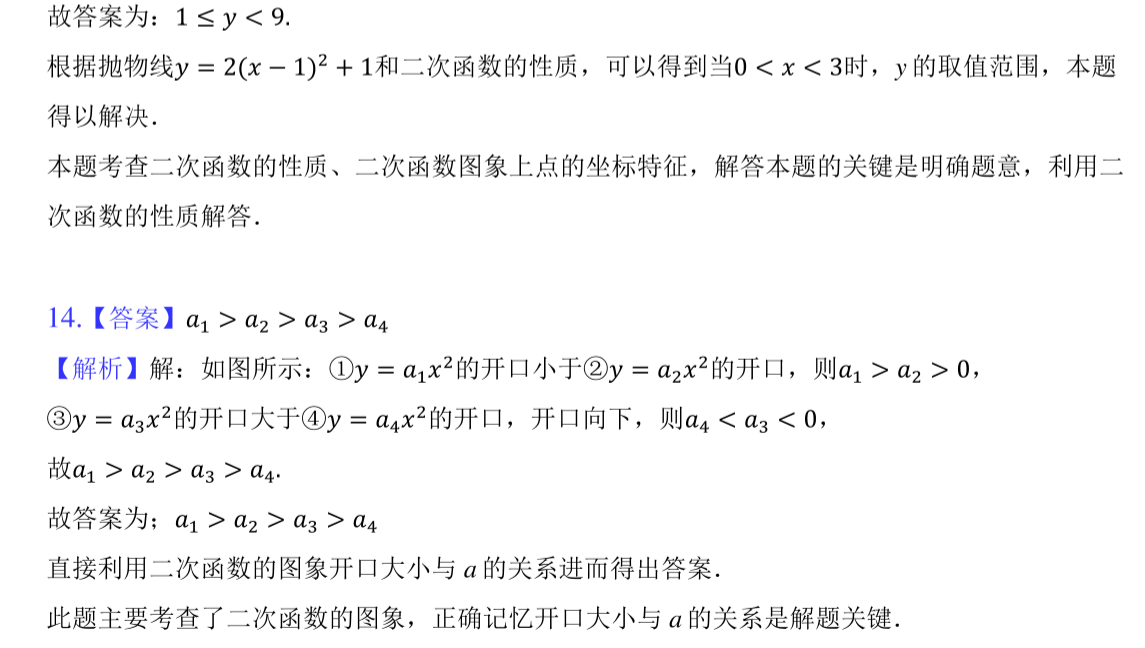 故答案为：1 ≤ y < 9.
根据抛物线y = 2(x − 1)² + 1和二次函数的性质，可以得到当0 < x < 3时，y 的取值范围，本题
得以解决．
本题考查二次函数的性质、二次函数图象上点的坐标特征，解答本题的关键是明确题意，利用二
次函数的性质解答．
14.【答案】a₁ > a₂ > a₃ > a₄
【解析】解：如图所示：①y = a₁x²的开口小于②y = a₂x²的开口，则a₁ > a₂ > 0，
③y = a₃x²的开口大于④y = a₄x²的开口，开口向下，则a₄ < a₃ < 0，
故a₁ > a₂ > a₃ > a₄.
故答案为；a₁ > a₂ > a₃ > a₄
直接利用二次函数的图象开口大小与 a 的关系进而得出答案．
此题主要考查了二次函数的图象，正确记忆开口大小与 a 的关系是解题关键．